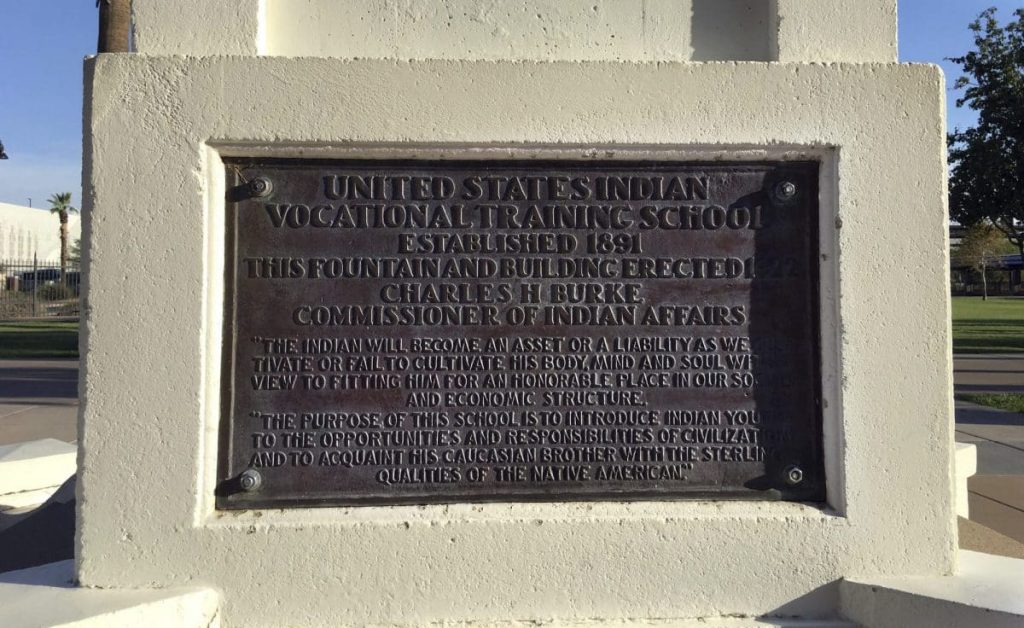 UNITED STATES INDIAN
VOCATIONAL TRAINING SCHOOL
ESTABLISHED 1891
THIS FOUNTAIN AND BUILDING ERECTED 1922
CHARLES H BURKE,
COMMISSIONER OF INDIAN AFFAIRS
"THE INDIAN WILL BECOME AN ASSET OR A LIABILITY AS WE
TIVATE OR FAIL TO CULTIVATE HIS BODY, MIND AND SOUL
VIEW TO FITTING HIM FOR AN HONORABLE PLACE IN OUR
AND ECONOMIC STRUCTURE.
"THE PURPOSE OF THIS SCHOOL IS TO INTRODUCE INDIAN YOUTH
TO THE OPPORTUNITIES AND RESPONSIBILITIES OF CIVILIZATION
AND TO ACQUAINT HIS CAUCASIAN BROTHER WITH THE STERLING
QUALITIES OF THE NATIVE AMERICAN."